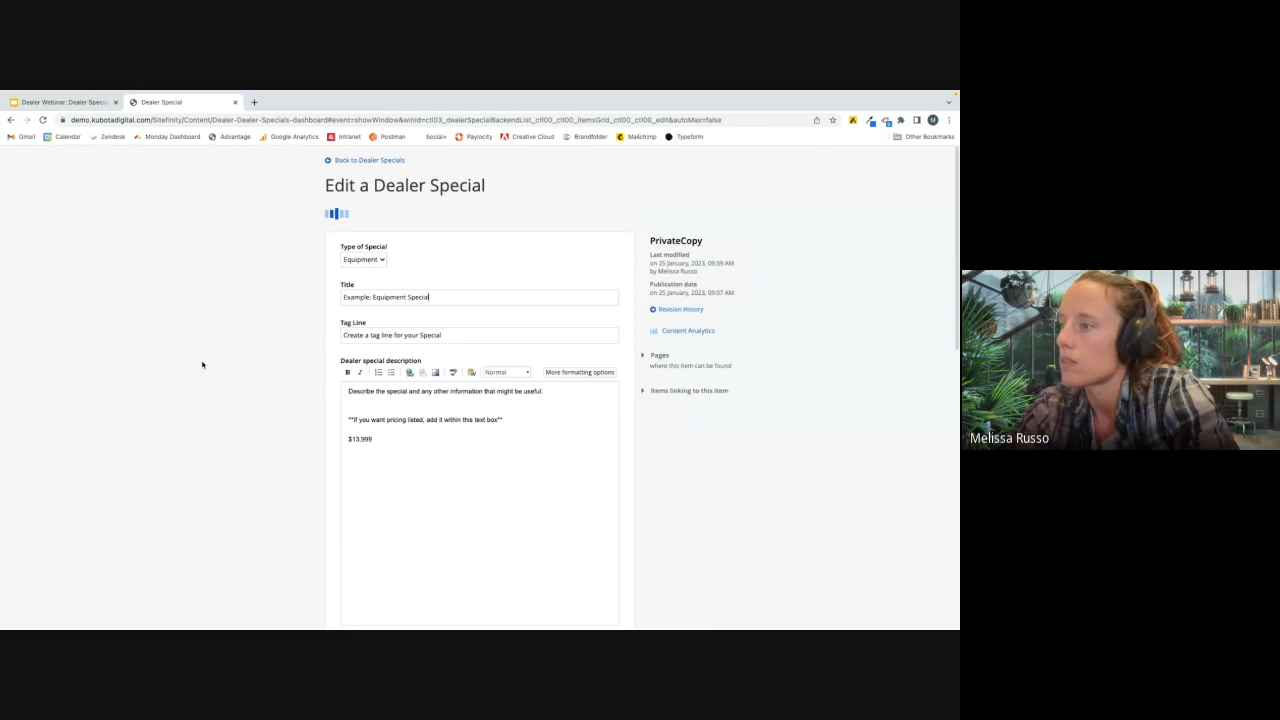 Dealer Webinar: Dealer Speci
Dealer Special
demo.kubotadigital.com/Sitefinity/Content/Dealer-Dealer-Specials-dashboard#event=showWindow&winid=ctl03_dealerSpecialBackendList_ctl00_ctl00_itemsGrid_ctl00_ctl00_edit&autoMax=false
Gmail Calendar Zendesk Monday Dashboard Advantage Google Analytics Intranet Postman Social+ Paylocity Creative Cloud Brandfolder Mailchimp Typeform Other Bookmarks
Back to Dealer Specials
Edit a Dealer Special
Type of Special
Equipment
Title
Example: Equipment Special
Tag Line
Create a tag line for your Special
Dealer special description
B I Normal More formatting options
Describe the special and any other information that might be useful.
**If you want pricing listed, add it within this text box**
$13,999
PrivateCopy
Last modified
on 25 January, 2023, 09:39 AM
by Melissa Russo
Publication date
on 25 January, 2023, 09:07 AM
Revision History
Content Analytics
Pages
where this item can be found
Items linking to this item
Melissa Russo